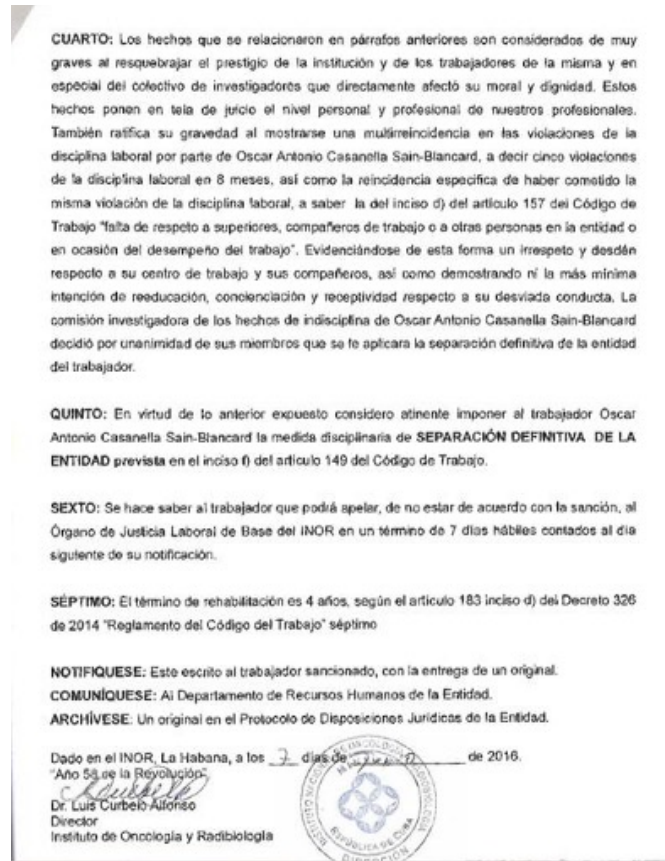 CUARTO: Los hechos que se relacionaron en párrafos anteriores son considerados de muy
graves al resquebrajar el prestigio de la institución y de los trabajadores de la misma y en
especial del colectivo de investigadores que directamente afectó su moral y dignidad. Estos
hechos ponen en tela de juicio el nivel personal y profesional de nuestros profesionales.
También ratifica su gravedad al mostrarse una multirreincidencia en las violaciones de la
disciplina laboral por parte de Oscar Antonio Casanella Sain-Blancard, a decir cinco violaciones
de la disciplina laboral en 8 meses, así como la reincidencia especifica de haber cometido la
misma violación de la disciplina laboral, a saber la del inciso d) del artículo 157 del Código de
Trabajo "falta de respeto a superiores, compañeros de trabajo o a otras personas en la entidad o
en ocasión del desempeño del trabajo". Evidenciándose de esta forma un irrespeto y desdén
respecto a su centro de trabajo y sus compañeros, así como demostrando ni la más mínima
intención de reeducación, concienciación y receptividad respecto a su desviada conducta. La
comisión investigadora de los hechos de indisciplina de Oscar Antonio Casanella Sain-Blancard
decidió por unanimidad de sus miembros que se le aplicara la separación definitiva de la entidad
del trabajador.
QUINTO: En virtud de lo anterior expuesto considero atinente imponer al trabajador Oscar
Antonio Casanella Sain-Blancard la medida disciplinaria de SEPARACIÓN DEFINITIVA DE LA
ENTIDAD prevista en el inciso f) del artículo 149 del Código de Trabajo.
SEXTO: Se hace saber al trabajador que podrá apelar, de no estar de acuerdo con la sanción, al
Órgano de Justicia Laboral de Base del INOR en un término de 7 días hábiles contados al día
siguiente de su notificación.
SÉPTIMO: El término de rehabilitación es 4 años, según el artículo 183 inciso d) del Decreto 326
de 2014 "Reglamento del Código del Trabajo" séptimo
NOTIFIQUESE: Este escrito al trabajador sancionado, con la entrega de un original.
COMUNÍQUESE: Al Departamento de Recursos Humanos de la Entidad.
ARCHÍVESE: Un original en el Protocolo de Disposiciones Jurídicas de la Entidad.
Dado en el INOR, La Habana, a los 7 días de de 2016.
"Año 58 de la Revolución"
Dr. Luis Curbelo Alfonso
Director
Instituto de Oncología y Radibiología
REPÚBLICA DE CUBA
DIRECCIÓN